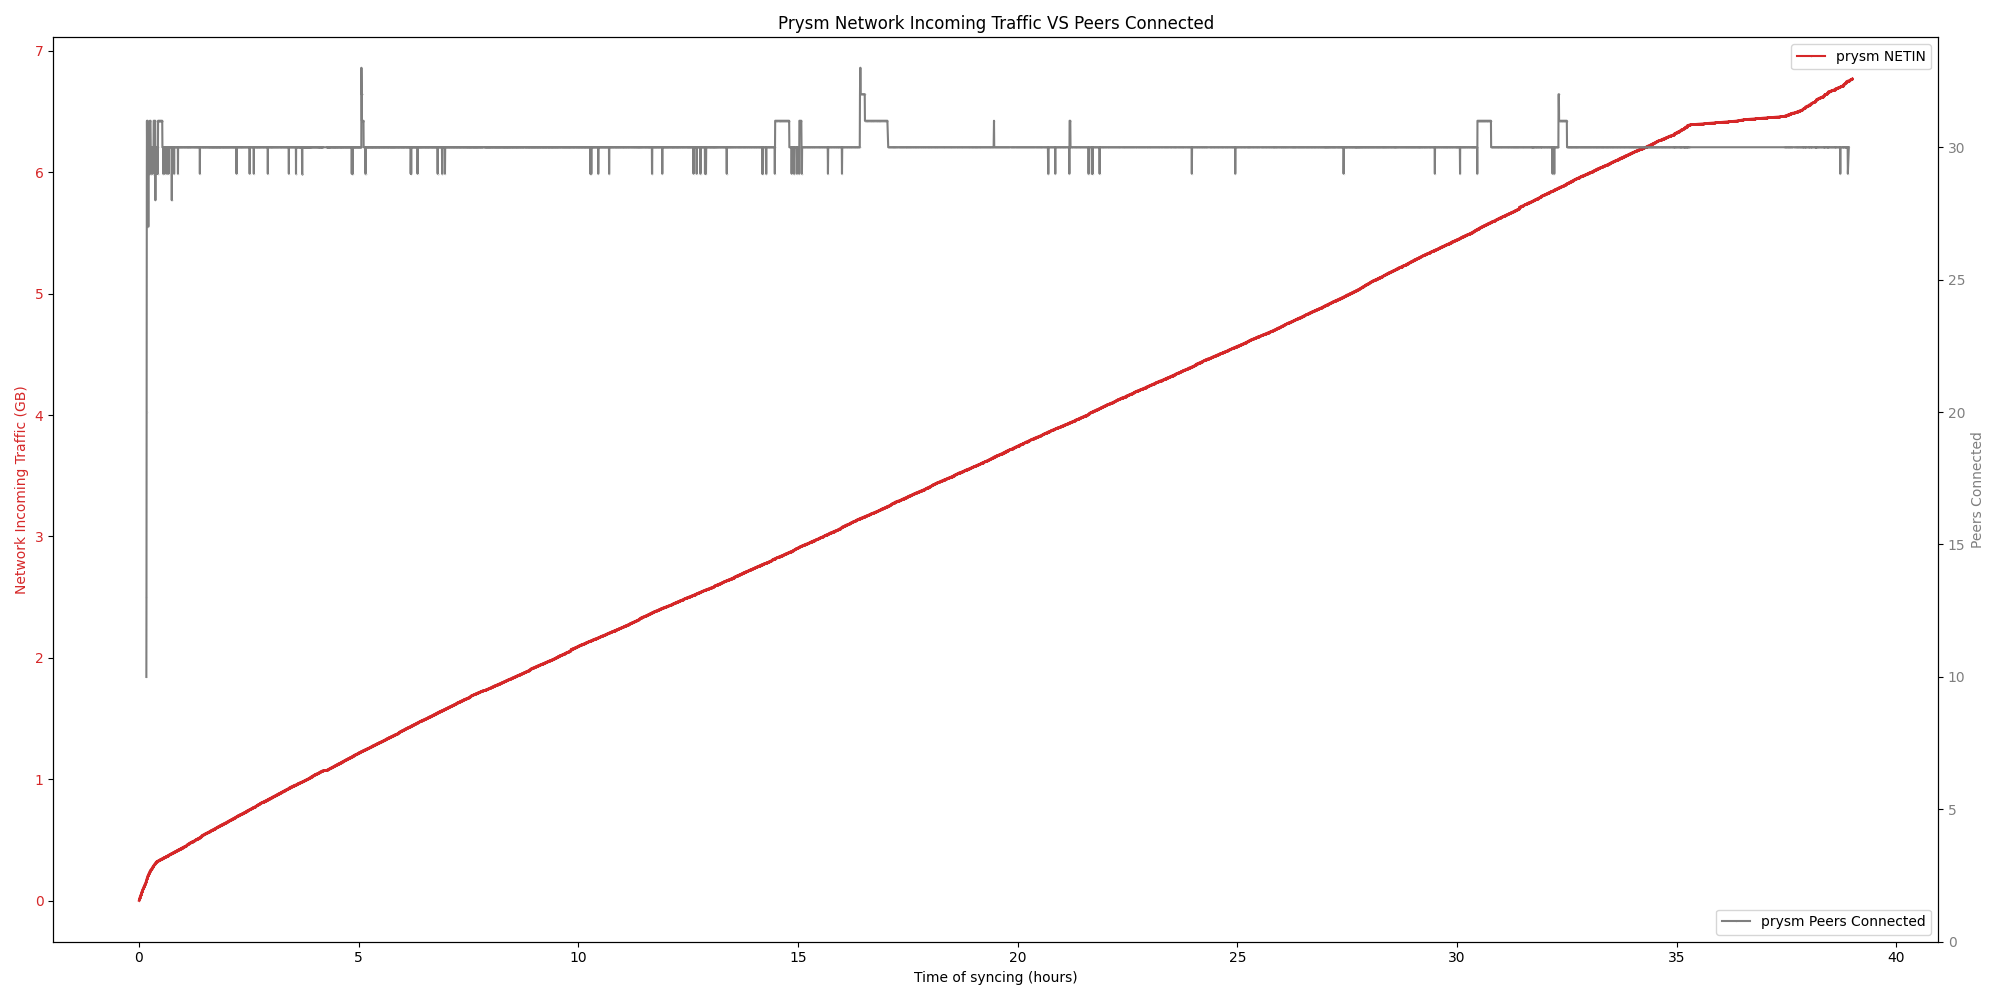 Prysm Network Incoming Traffic VS Peers Connected
prysm NETIN
7
6
5
4
3
2
1
0
Network Incoming Traffic (GB)
30
25
20
15
10
5
0
Peers Connected
prysm Peers Connected
0 5 10 15 20 25 30 35 40
Time of syncing (hours)